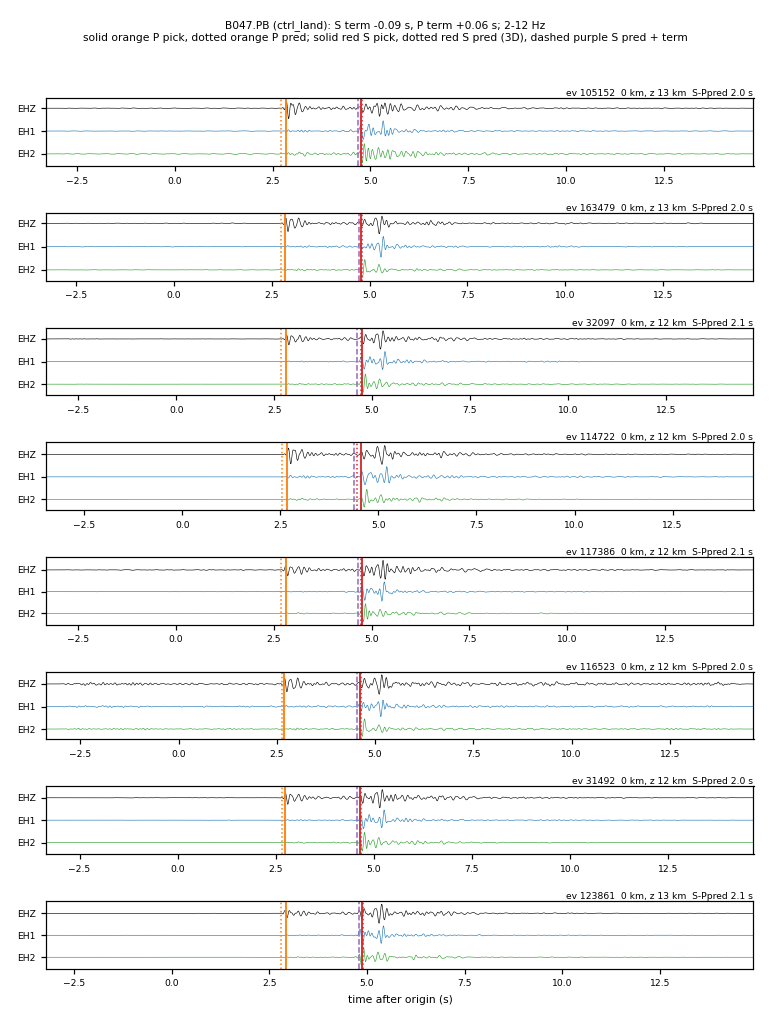 B047.PB (ctrl_land): S term -0.09 s, P term +0.06 s; 2-12 Hz
solid orange P pick, dotted orange P pred; solid red S pick, dotted red S pred (3D), dashed purple S pred + term
ev 105152  0 km, z 13 km  S-Ppred 2.0 s
EHZ
EH1
EH2
−2.5 0.0 2.5 5.0 7.5 10.0 12.5
ev 163479  0 km, z 13 km  S-Ppred 2.0 s
EHZ
EH1
EH2
−2.5 0.0 2.5 5.0 7.5 10.0 12.5
ev 32097  0 km, z 12 km  S-Ppred 2.1 s
EHZ
EH1
EH2
−2.5 0.0 2.5 5.0 7.5 10.0 12.5
ev 114722  0 km, z 12 km  S-Ppred 2.0 s
EHZ
EH1
EH2
−2.5 0.0 2.5 5.0 7.5 10.0 12.5
ev 117386  0 km, z 12 km  S-Ppred 2.1 s
EHZ
EH1
EH2
−2.5 0.0 2.5 5.0 7.5 10.0 12.5
ev 116523  0 km, z 12 km  S-Ppred 2.0 s
EHZ
EH1
EH2
−2.5 0.0 2.5 5.0 7.5 10.0 12.5
ev 31492  0 km, z 12 km  S-Ppred 2.0 s
EHZ
EH1
EH2
−2.5 0.0 2.5 5.0 7.5 10.0 12.5
ev 123861  0 km, z 13 km  S-Ppred 2.1 s
EHZ
EH1
EH2
−2.5 0.0 2.5 5.0 7.5 10.0 12.5
time after origin (s)